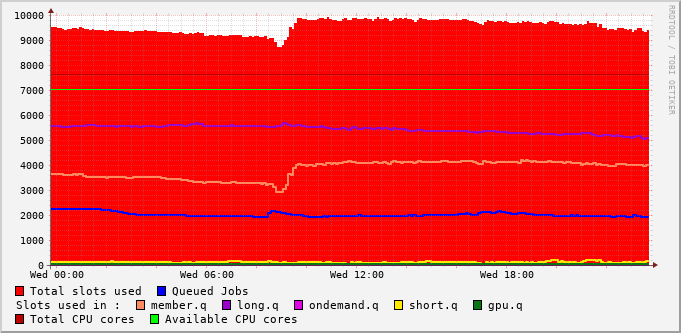 10000
9000
8000
7000
6000
5000
4000
3000
2000
1000
0
Wed 00:00 Wed 06:00 Wed 12:00 Wed 18:00
RRDTOOL / TOBI OETIKER
Total slots used Queued Jobs
Slots used in : member.q long.q ondemand.q short.q gpu.q
Total CPU cores Available CPU cores